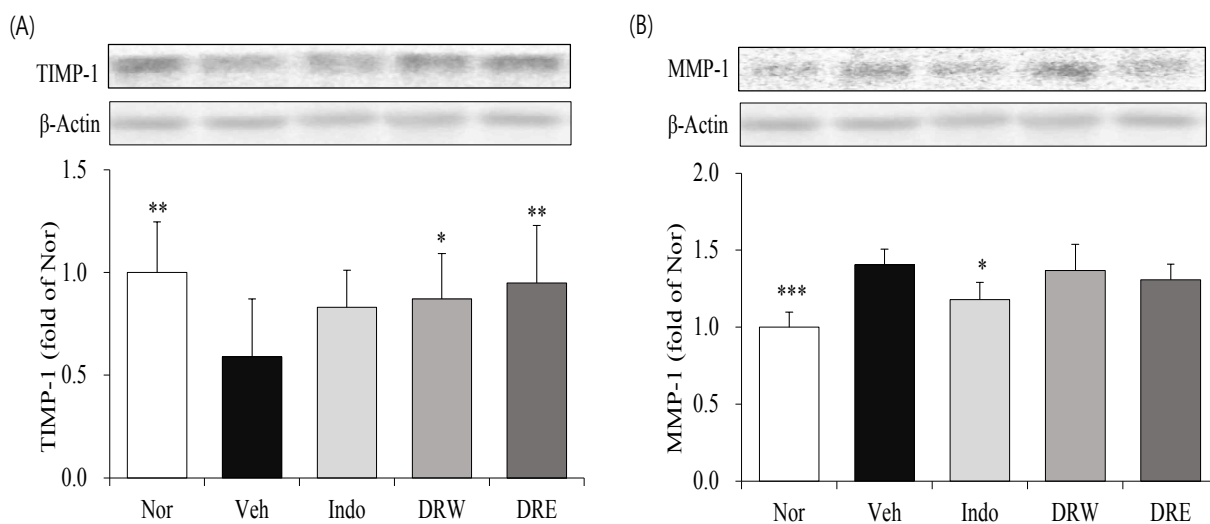 (A)
TIMP-1
β-Actin
TIMP-1 (fold of Nor)
1.5
1.0
0.5
0.0
**
*
**
Nor Veh Indo DRW DRE
(B)
MMP-1
β-Actin
MMP-1 (fold of Nor)
2.0
1.5
1.0
0.5
0.0
***
*
Nor Veh Indo DRW DRE